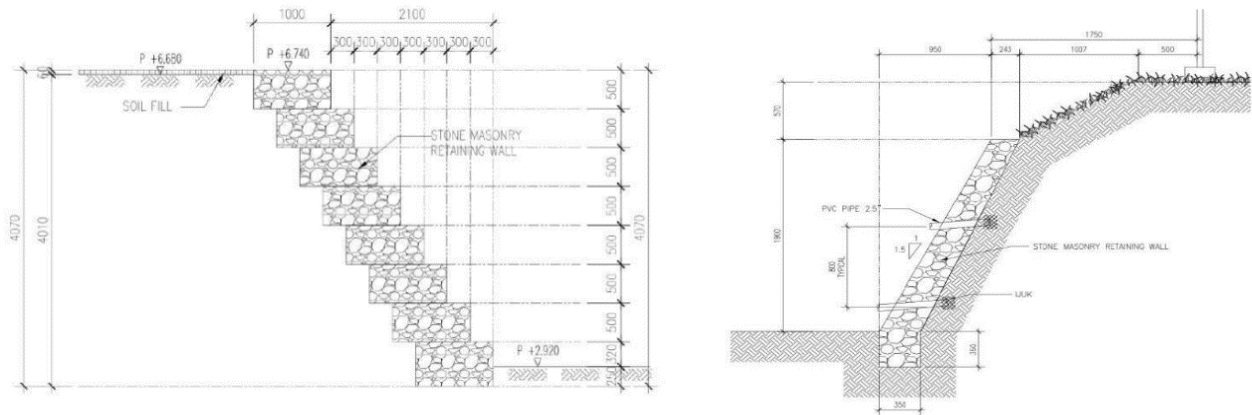 1000
2100
300 300 300 300 300 300 300
P +6.680
P +6.740
60
SOIL FILL
STONE MASONRY
RETAINING WALL
500
500
500
500
500
500
500
320
4070
4010
4070
P +2.920
1750
950
243
1007
500
570
1900
PVC PIPE 2.5"
1
1.5
800
TYPICAL
STONE MASONRY RETAINING WALL
IJUK
350
350